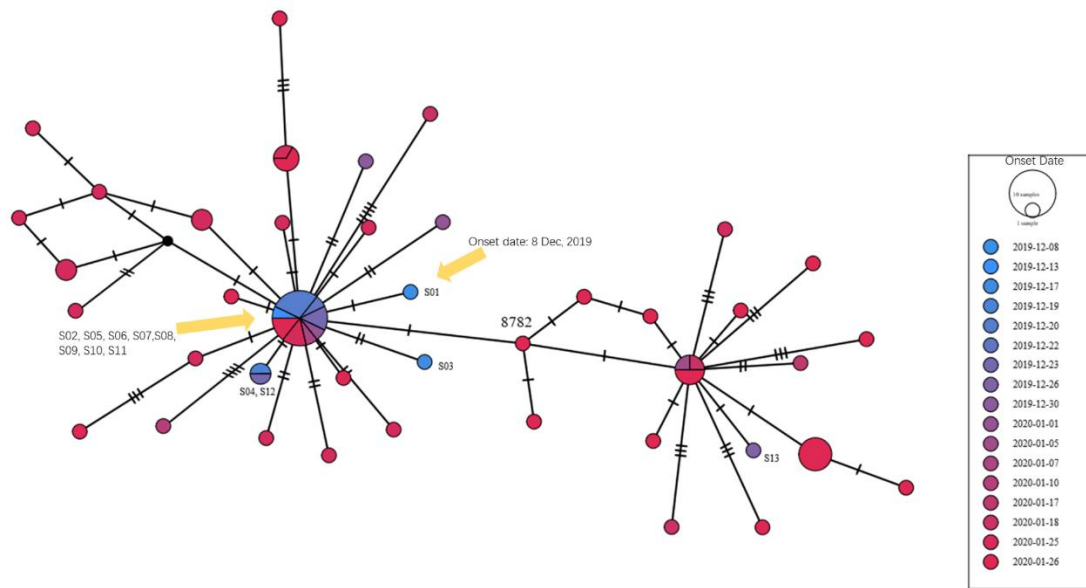 Onset date: 8 Dec, 2019
S01
8782
S02, S05, S06, S07,S08,
S09, S10, S11
S03
S04, S12
S13
Onset Date
10 samples
1 sample
2019-12-08
2019-12-13
2019-12-17
2019-12-19
2019-12-20
2019-12-22
2019-12-23
2019-12-26
2019-12-30
2020-01-01
2020-01-05
2020-01-07
2020-01-10
2020-01-17
2020-01-18
2020-01-25
2020-01-26